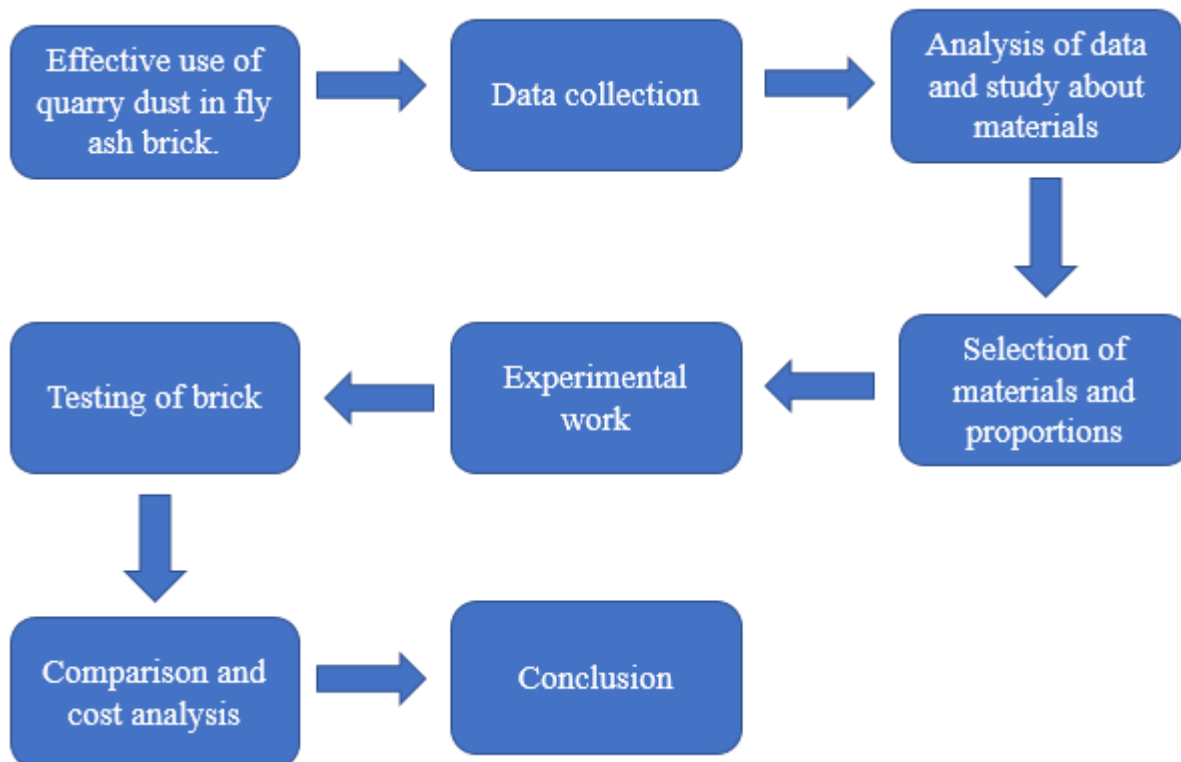 Effective use of
quarry dust in fly
ash brick.
Data collection
Analysis of data
and study about
materials
Selection of
materials and
proportions
Experimental
work
Testing of brick
Comparison and
cost analysis
Conclusion